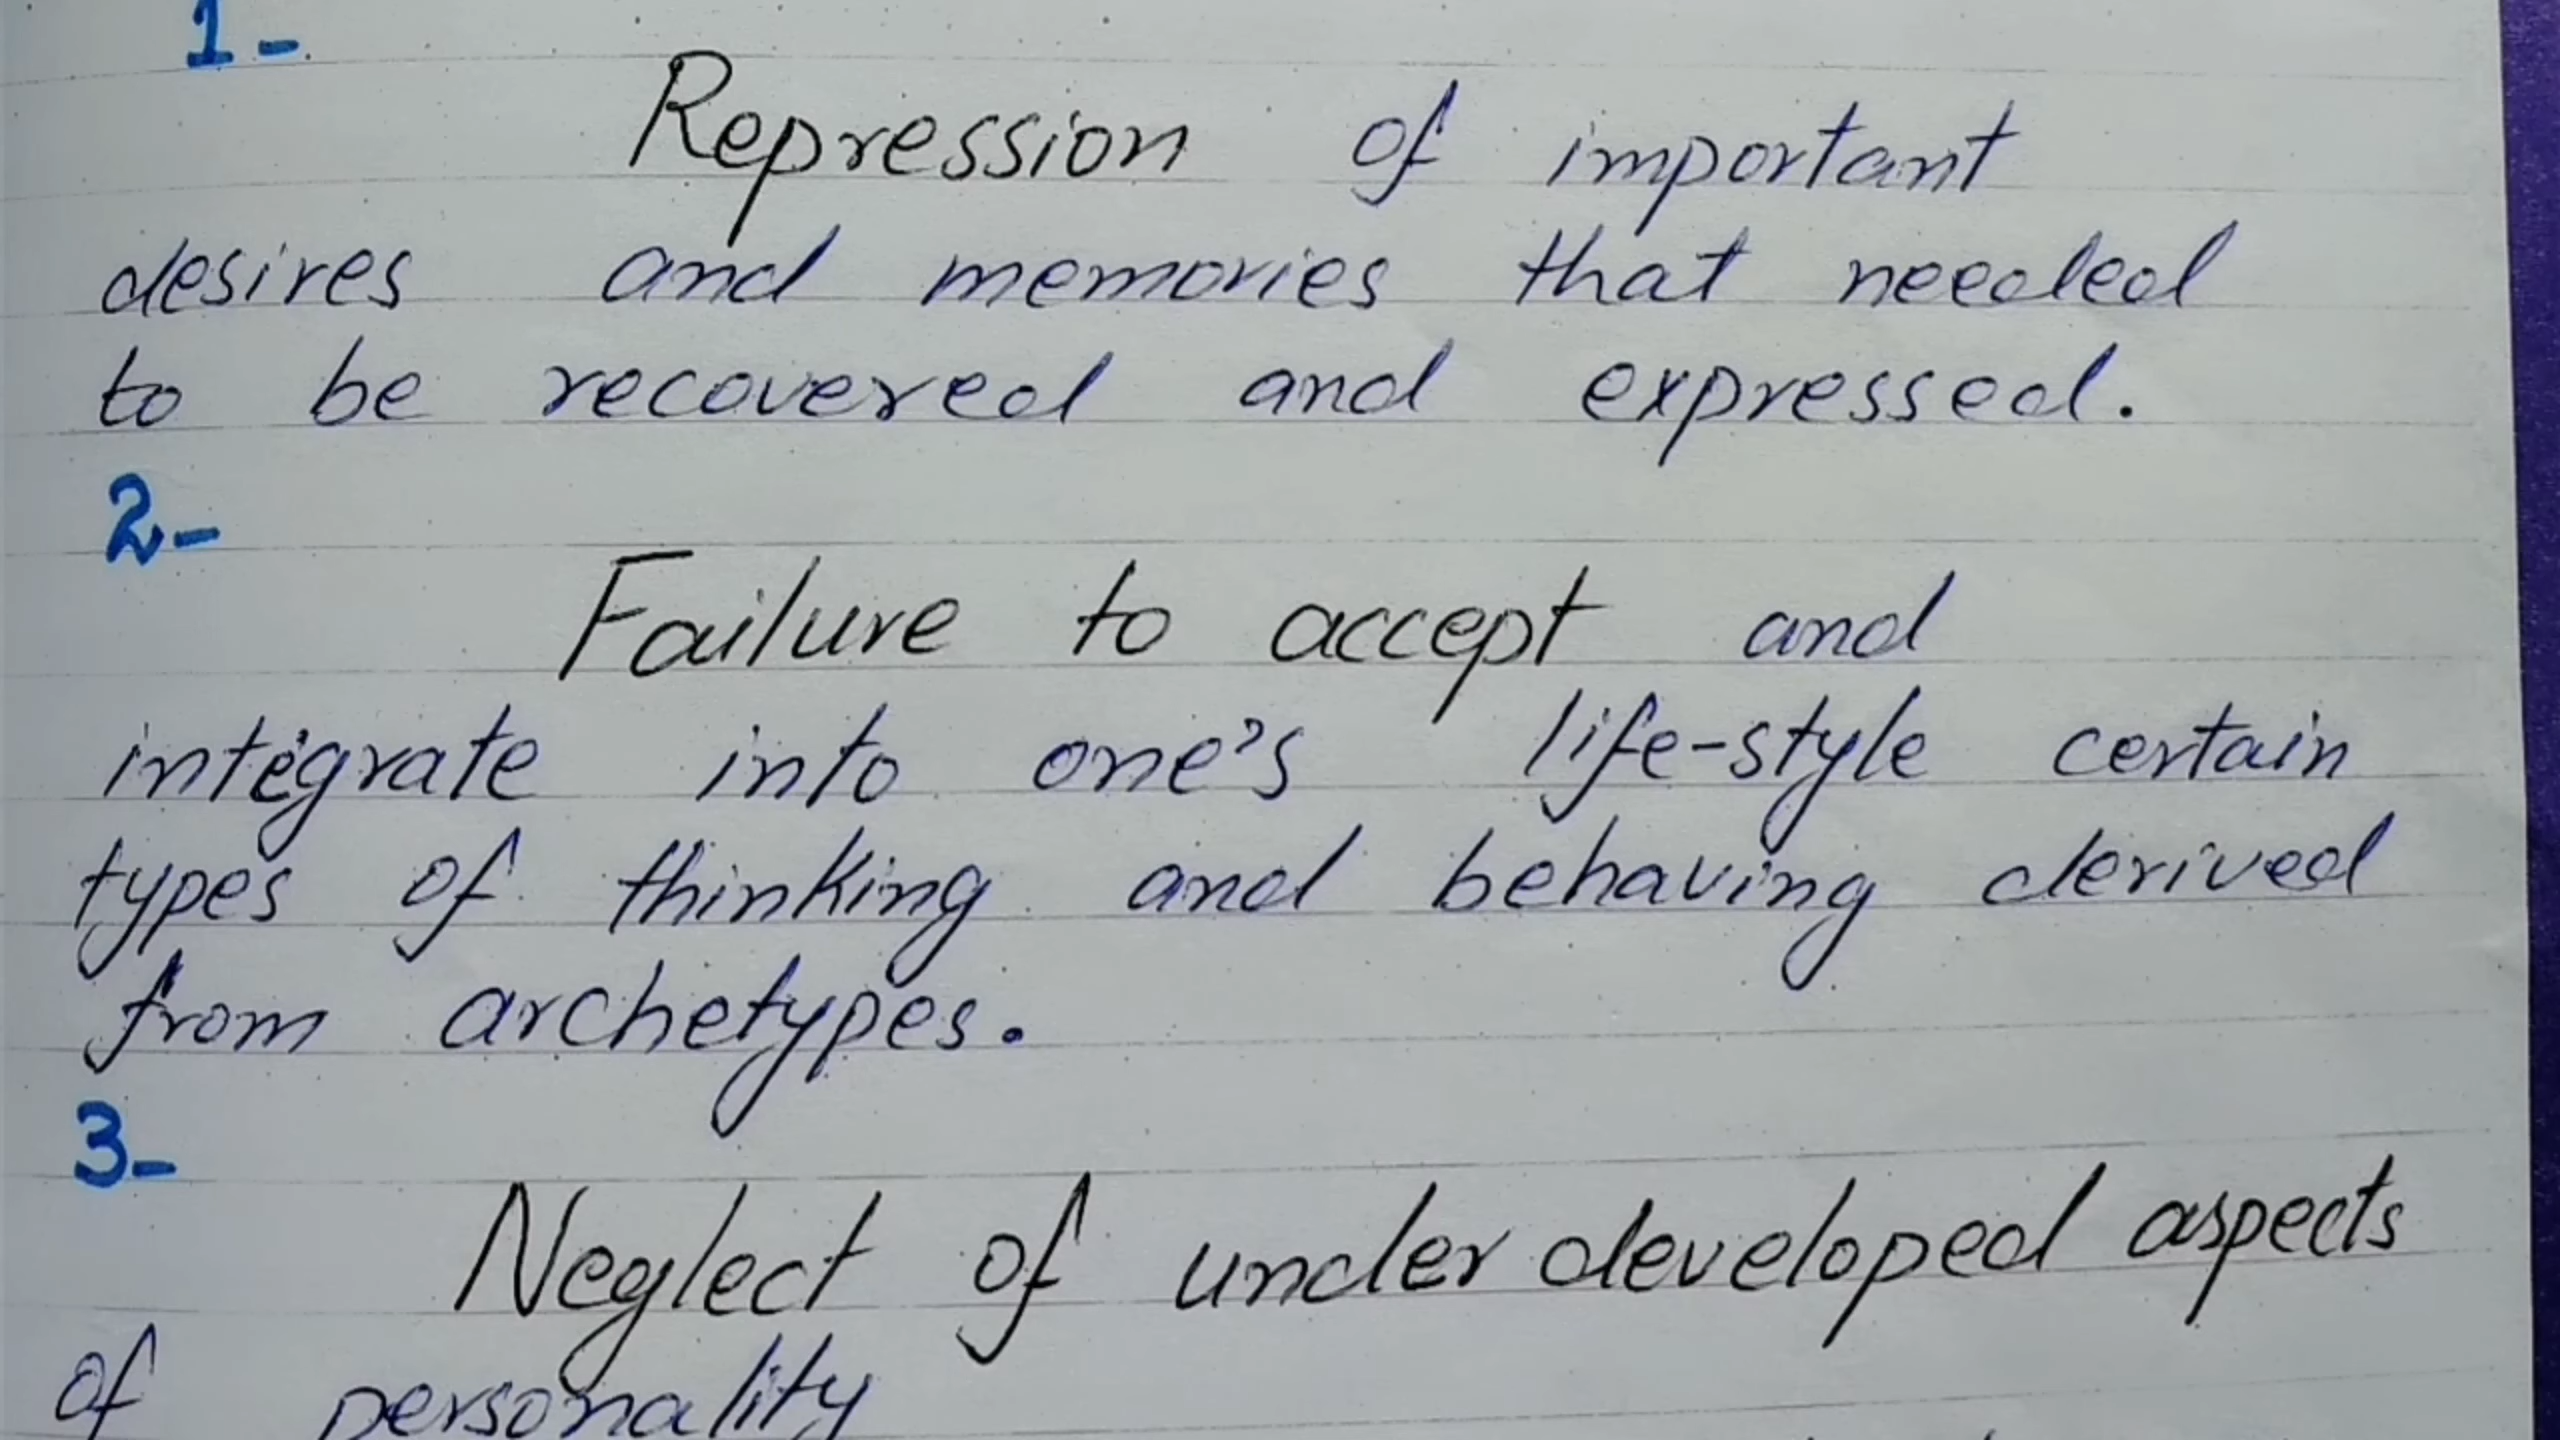 1-
Repression of important
desires and memories that needed
to be recovered and expressed.
2-
Failure to accept and
integrate into one's life-style certain
types of thinking and behaving derived
from archetypes.
3-
Neglect of under developed aspects
of personality